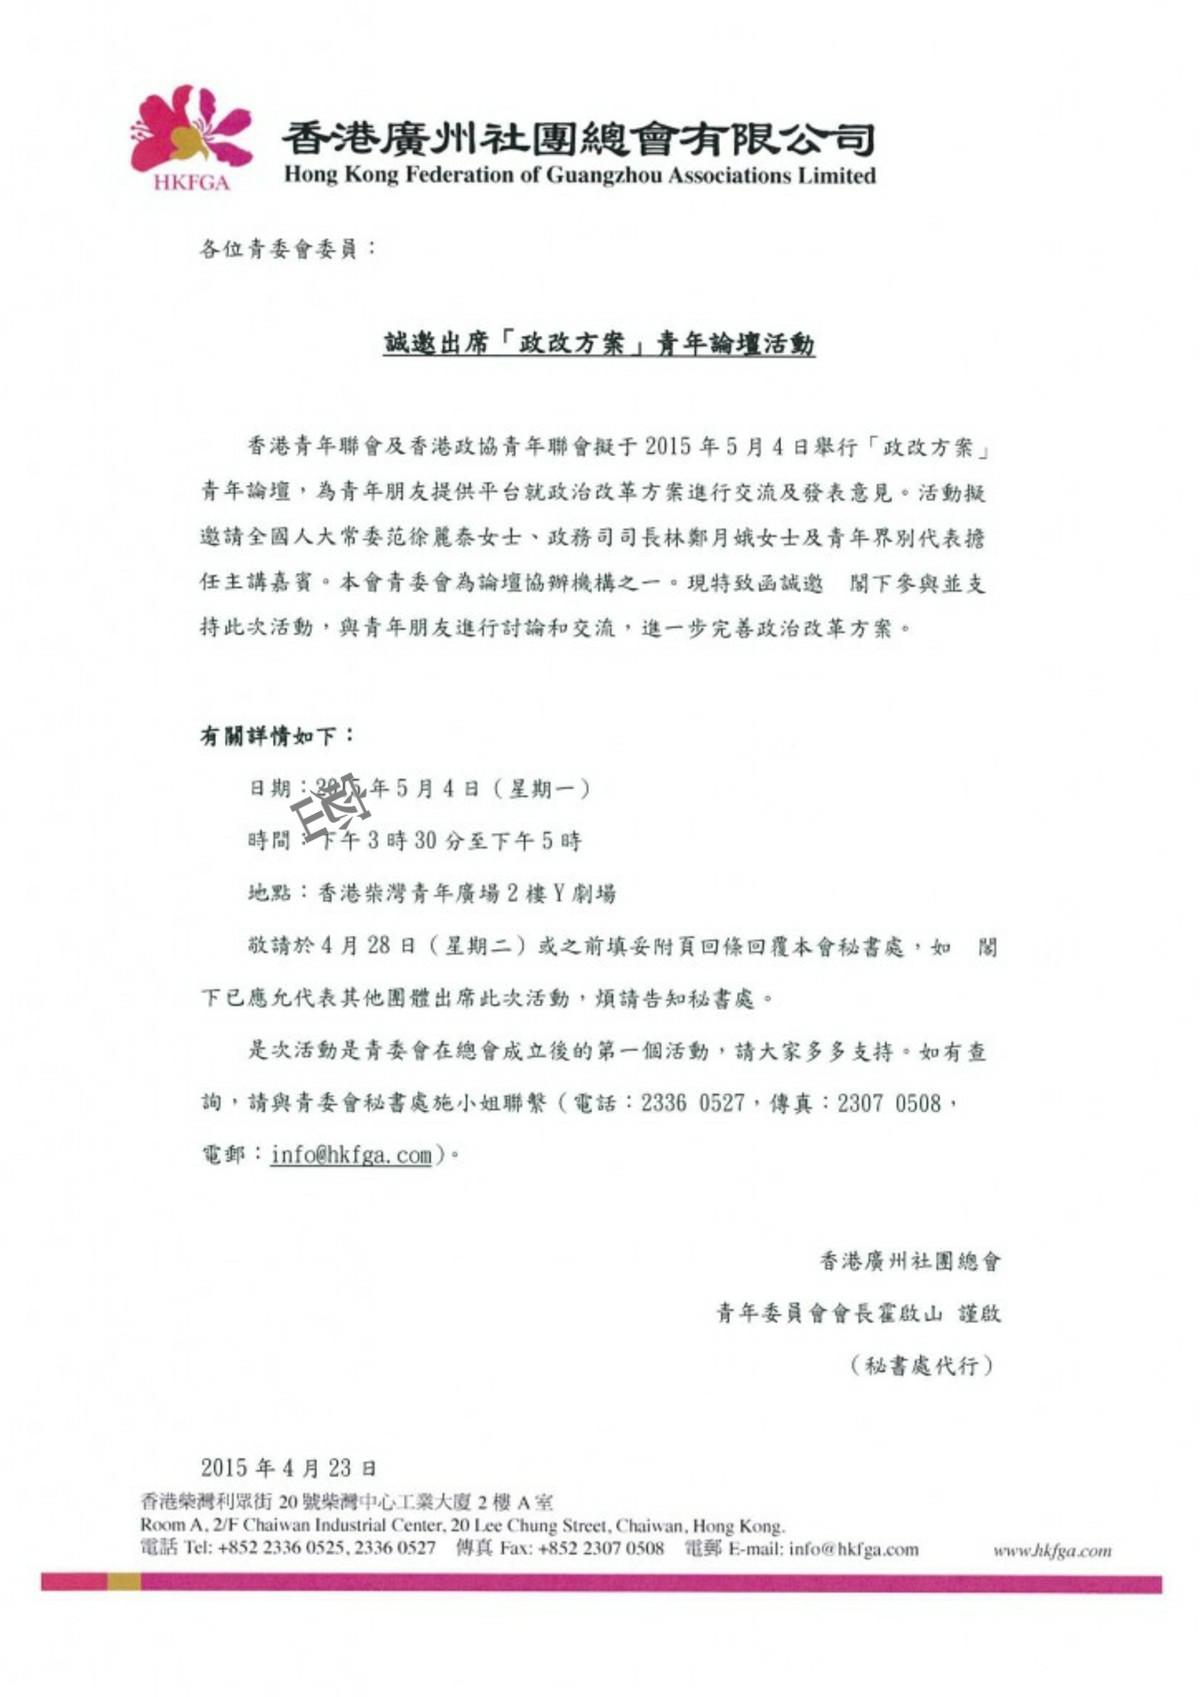 香港廣州社團總會有限公司
Hong Kong Federation of Guangzhou Associations Limited
HKFGA
各位青委會委員：
誠邀出席「政改方案」青年論壇活動
香港青年聯會及香港政協青年聯會擬于 2015 年 5 月 4 日舉行「政改方案」
青年論壇，為青年朋友提供平台就政治改革方案進行交流及發表意見。活動擬
邀請全國人大常委范徐麗泰女士、政務司司長林鄭月娥女士及青年界別代表擔
任主講嘉賓。本會青委會為論壇協辦機構之一。現特致函誠邀　閣下參與並支
持此次活動，與青年朋友進行討論和交流，進一步完善政治改革方案。
有關詳情如下：
日期：2015 年 5 月 4 日（星期一）
時間：下午 3 時 30 分至下午 5 時
地點：香港柴灣青年廣場 2 樓 Y 劇場
敬請於 4 月 28 日（星期二）或之前填妥附頁回條回覆本會秘書處，如　閣
下已應允代表其他團體出席此次活動，煩請告知秘書處。
是次活動是青委會在總會成立後的第一個活動，請大家多多支持。如有查
詢，請與青委會秘書處施小姐聯繫（電話：2336 0527，傳真：2307 0508，
電郵：info@hkfga.com）。
香港廣州社團總會
青年委員會會長霍啟山 謹啟
（秘書處代行）
2015 年 4 月 23 日
香港柴灣利眾街 20 號柴灣中心工業大廈 2 樓 A 室
Room A, 2/F Chaiwan Industrial Center, 20 Lee Chung Street, Chaiwan, Hong Kong.
電話 Tel: +852 2336 0525, 2336 0527　傳真 Fax: +852 2307 0508　電郵 E-mail: info@hkfga.com　www.hkfga.com